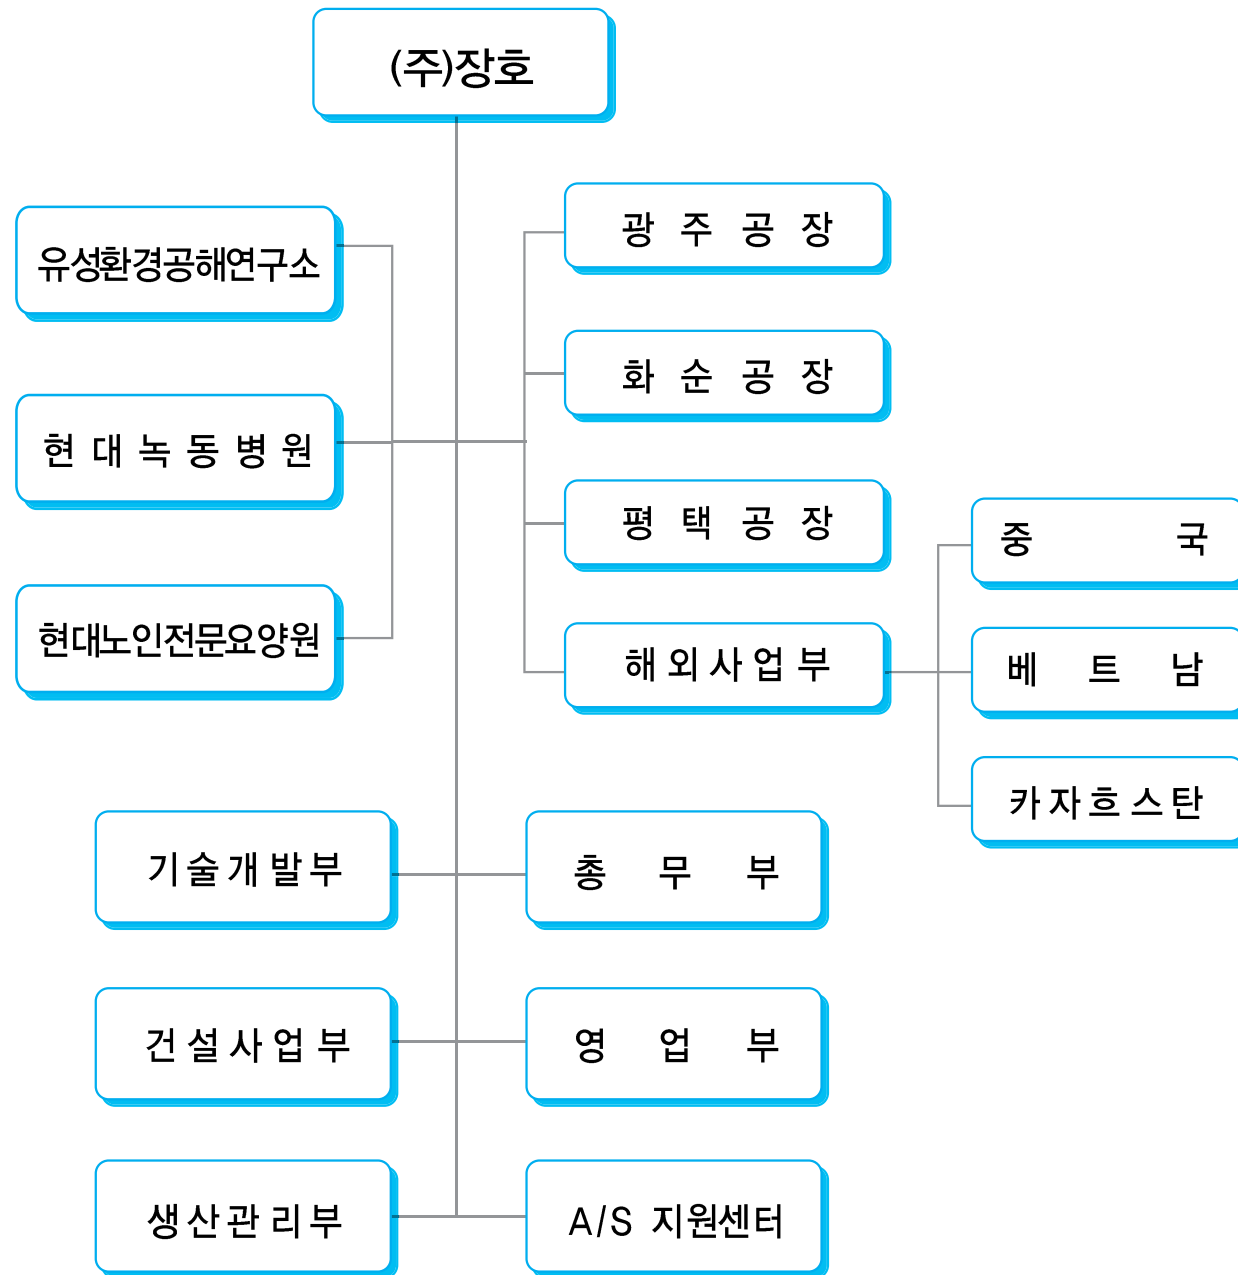 (주)장호
유성환경공해연구소
현대녹동병원
현대노인전문요양원
광주공장
화순공장
평택공장
해외사업부
중국
베트남
카자흐스탄
기술개발부
총무부
건설사업부
영업부
생산관리부
A/S 지원센터